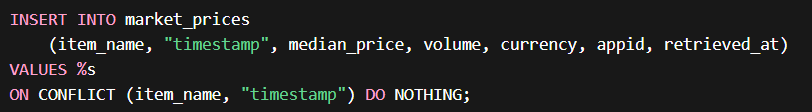 INSERT INTO market_prices
    (item_name, "timestamp", median_price, volume, currency, appid, retrieved_at)
VALUES %s
ON CONFLICT (item_name, "timestamp") DO NOTHING;